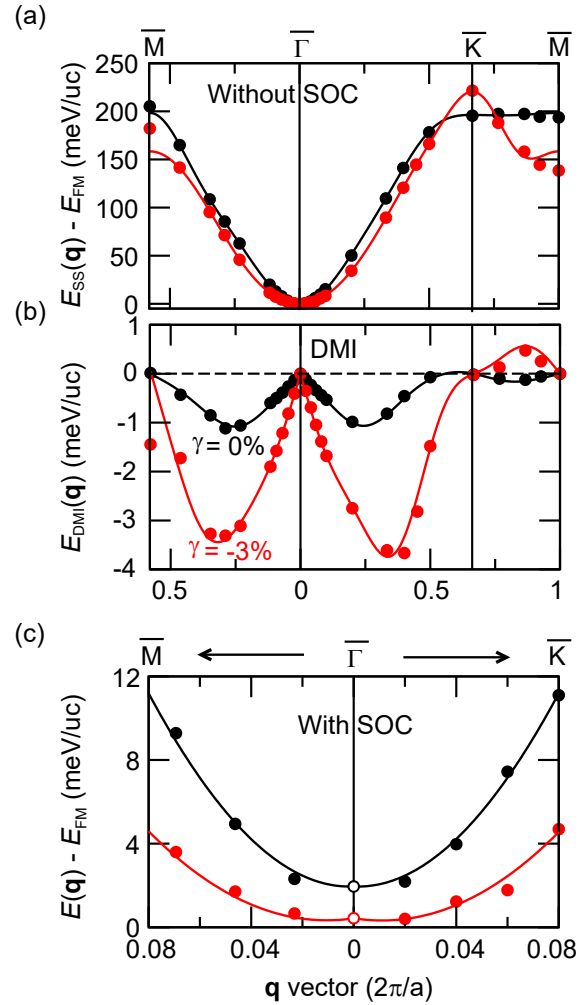 (a)
M Γ K M
250
200
150
100
50
0
Without SOC
E_SS(q) - E_FM (meV/uc)
(b)
1
0
-1
-2
-3
-4
DMI
γ = 0%
γ = -3%
E_DMI(q) (meV/uc)
0.5 0 0.5 1
(c)
M Γ K
12
8
4
0
With SOC
E(q) - E_FM (meV/uc)
0.08 0.04 0 0.04 0.08
q vector (2π/a)